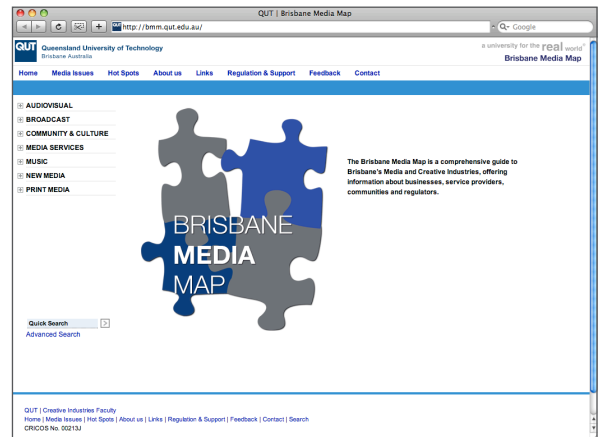 QUT | Brisbane Media Map
http://bmm.qut.edu.au/
Google
QUT
Queensland University of Technology
Brisbane Australia
a university for the real world
Brisbane Media Map
Home Media Issues Hot Spots About us Links Regulation & Support Feedback Contact
AUDIOVISUAL
BROADCAST
COMMUNITY & CULTURE
MEDIA SERVICES
MUSIC
NEW MEDIA
PRINT MEDIA
The Brisbane Media Map is a comprehensive guide to
Brisbane's Media and Creative Industries, offering
information about businesses, service providers,
communities and regulators.
BRISBANE
MEDIA
MAP
Quick Search
Advanced Search
QUT | Creative Industries Faculty
Home | Media Issues | Hot Spots | About us | Links | Regulation & Support | Feedback | Contact | Search
CRICOS No. 00213J